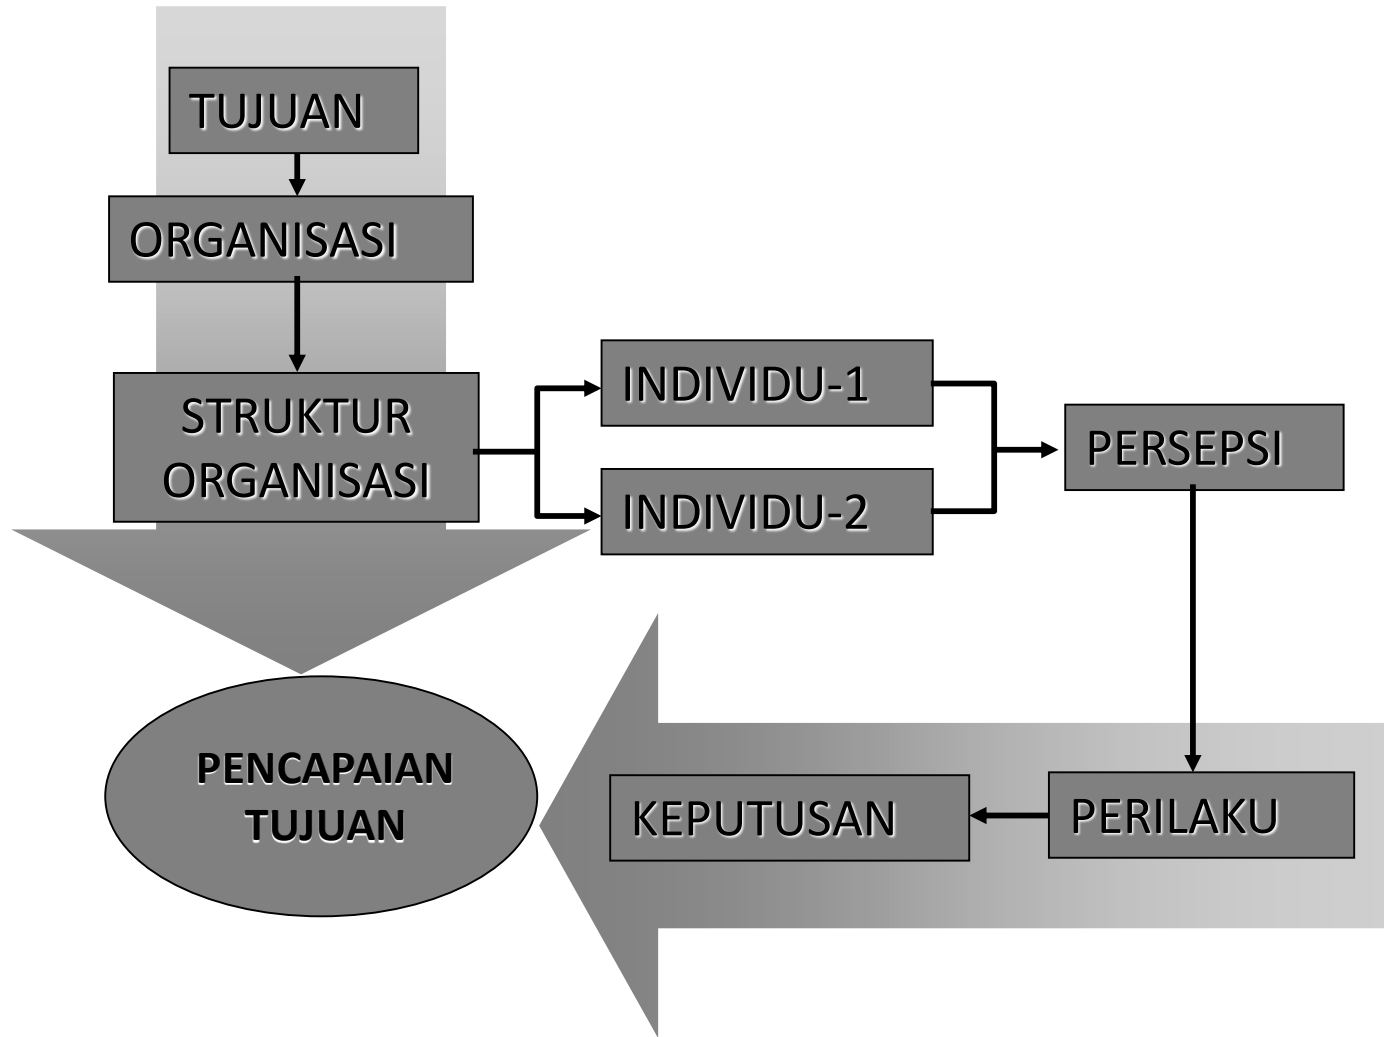 TUJUAN
ORGANISASI
STRUKTUR
ORGANISASI
INDIVIDU-1
INDIVIDU-2
PERSEPSI
PERILAKU
KEPUTUSAN
PENCAPAIAN
TUJUAN